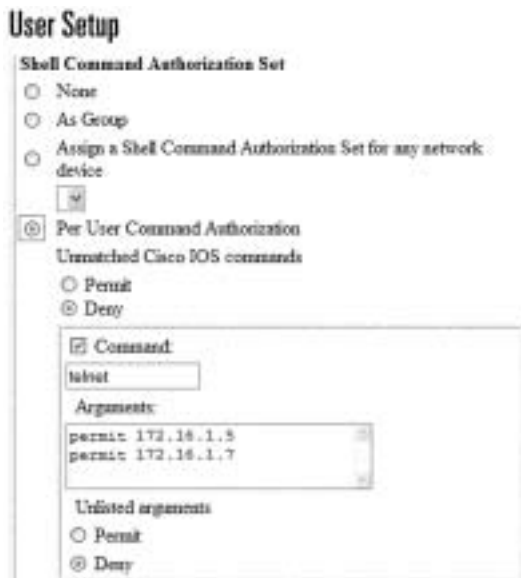 User Setup
Shell Command Authorization Set
None
As Group
Assign a Shell Command Authorization Set for any network
device
Per User Command Authorization
Unmatched Cisco IOS commands
Permit
Deny
Command:
telnet
Arguments:
permit 172.16.1.5
permit 172.16.1.7
Unlisted arguments
Permit
Deny